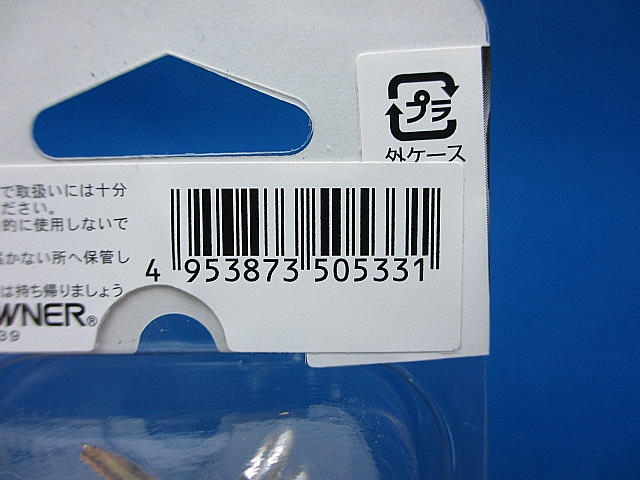 プラ
外ケース
で取扱いには十分
ださい。
的に使用しないで
届かない所へ保管し
は持ち帰りましょう
WNER®
39
4 953873 505331